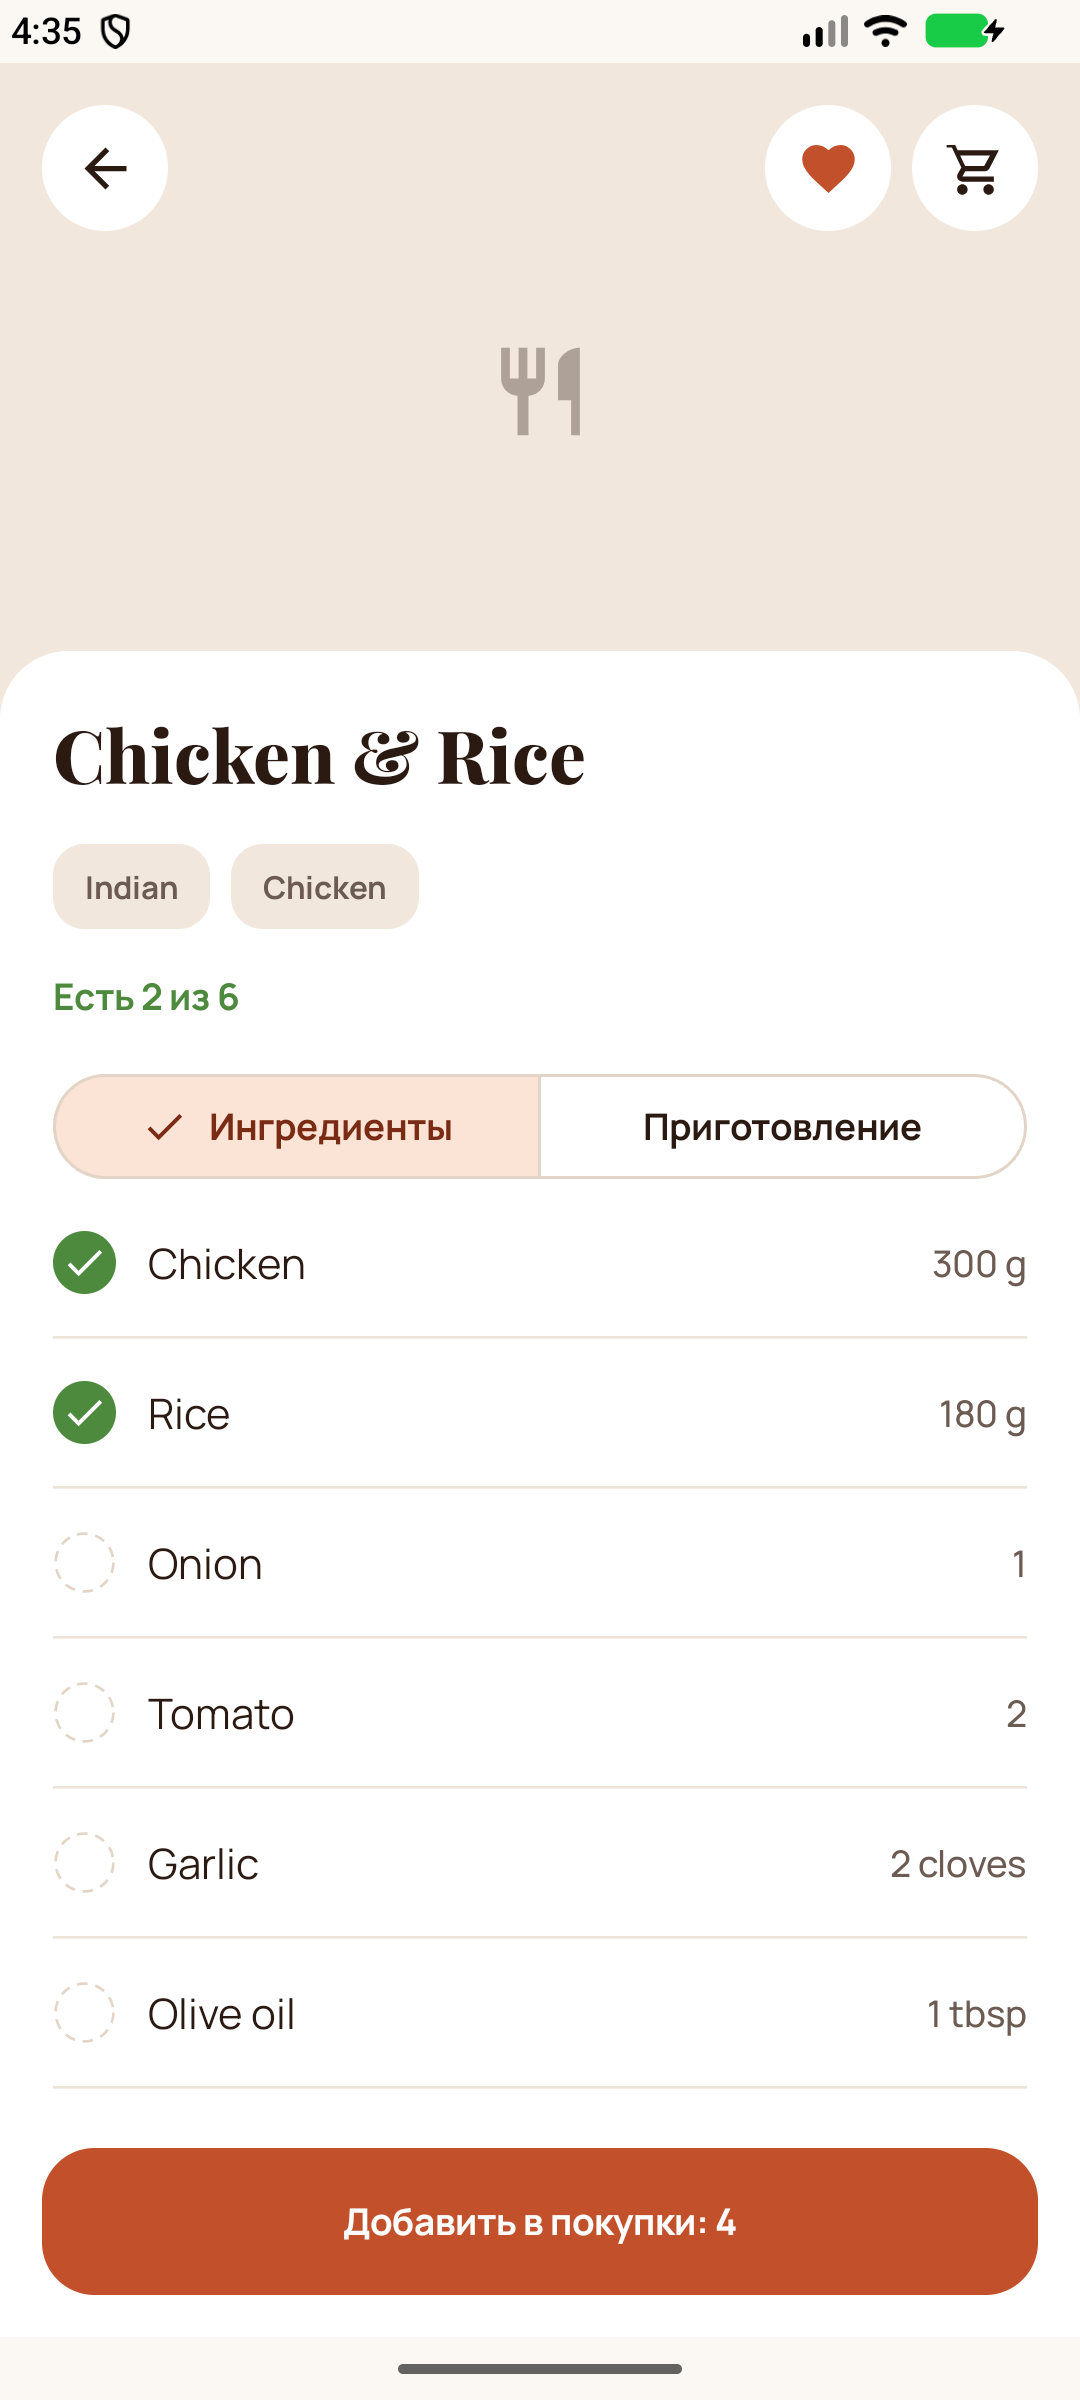 4:35
Chicken & Rice
Indian
Chicken
Есть 2 из 6
Ингредиенты
Приготовление
Chicken
300 g
Rice
180 g
Onion
1
Tomato
2
Garlic
2 cloves
Olive oil
1 tbsp
Добавить в покупки: 4